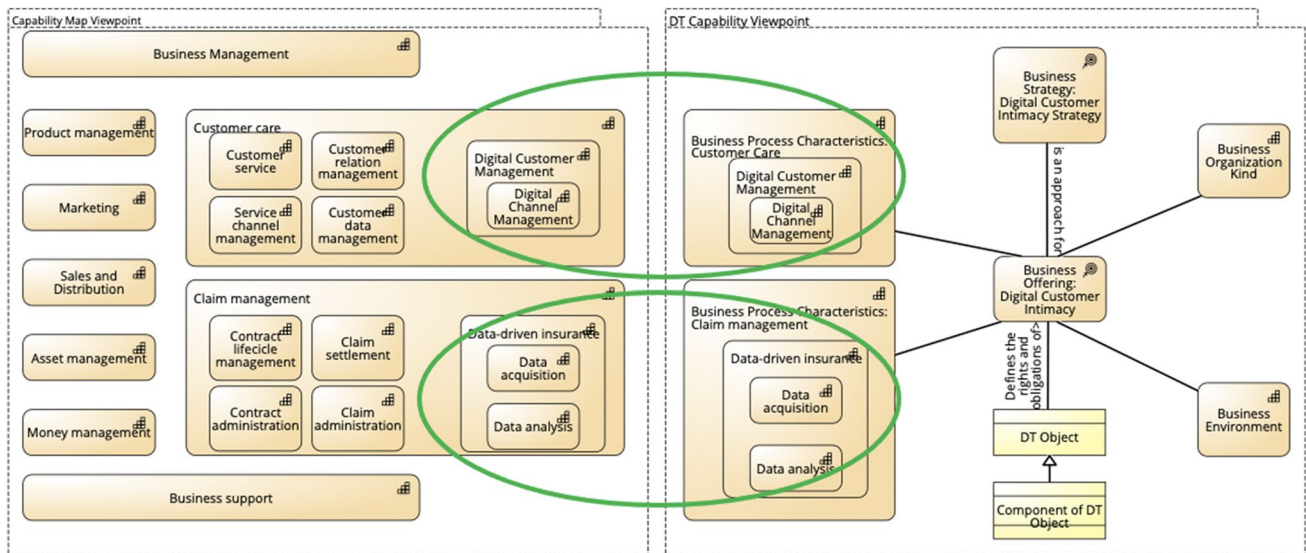 Capability Map Viewpoint
Business Management
Product management
Marketing
Sales and
Distribution
Asset management
Money management
Business support
Customer care
Customer
service
Customer
relation
management
Service
channel
management
Customer
data
management
Digital Customer
Management
Digital
Channel
Management
Claim management
Contract
lifecicle
management
Claim
settlement
Contract
administration
Claim
administration
Data-driven insurance
Data
acquisition
Data analysis
DT Capability Viewpoint
Business Process Characteristics:
Customer Care
Digital Customer
Management
Digital
Channel
Management
Business Process Characteristics:
Claim management
Data-driven insurance
Data
acquisition
Data analysis
Business
Strategy:
Digital Customer
Intimacy Strategy
is an approach for
Business
Organization
Kind
Business
Offering:
Digital Customer
Intimacy
Defines the
rights and
obligations of>
Business
Environment
DT Object
Component of DT
Object